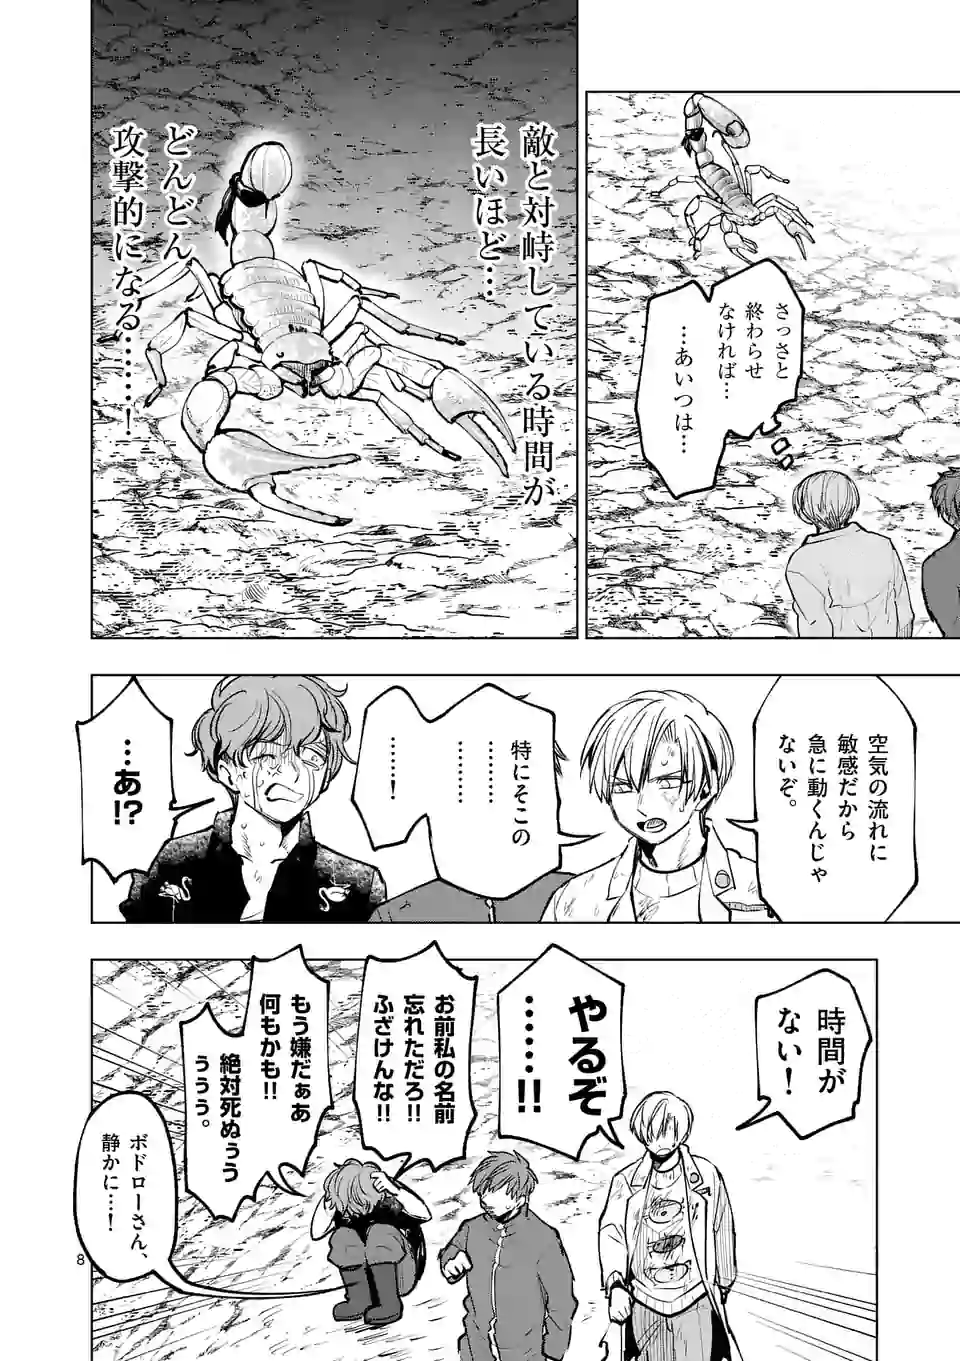 さっさと
終わらせ
なければ…
…あいつは…
敵と対峙している時間が
長いほど…
どんどん
攻撃的になる……！
空気の流れに
敏感だから
急に動くんじゃ
ないぞ。
特にそこの
………
………
…！
…あ!?
時間が
ない！
やるぞ
……!!
お前私の名前
忘れただろ!!
ふざけんな!!
もう嫌だぁあ
何もかも!!
絶対死ぬぅう
ううう。
ボドローさん、
静かに…！
8